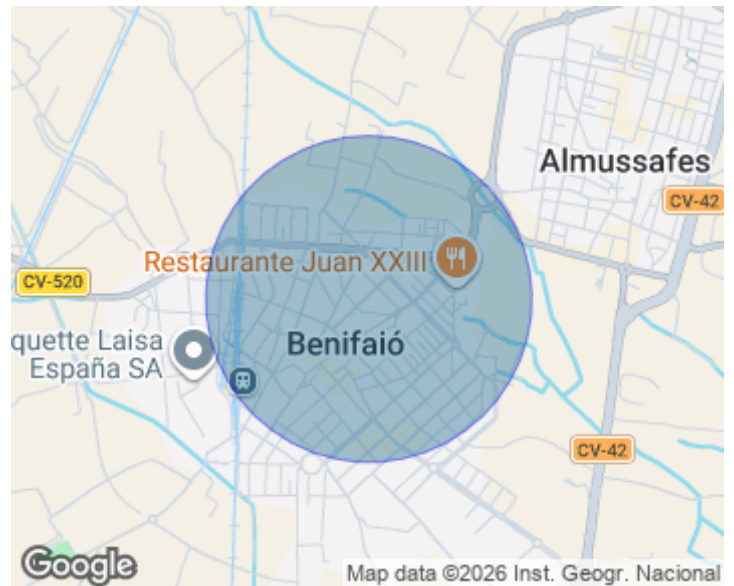 Almussafes
CV-42
Restaurante Juan XXIII
CV-520
quette Laisa
España SA
Benifaió
CV-42
Google
Map data ©2026 Inst. Geogr. Nacional